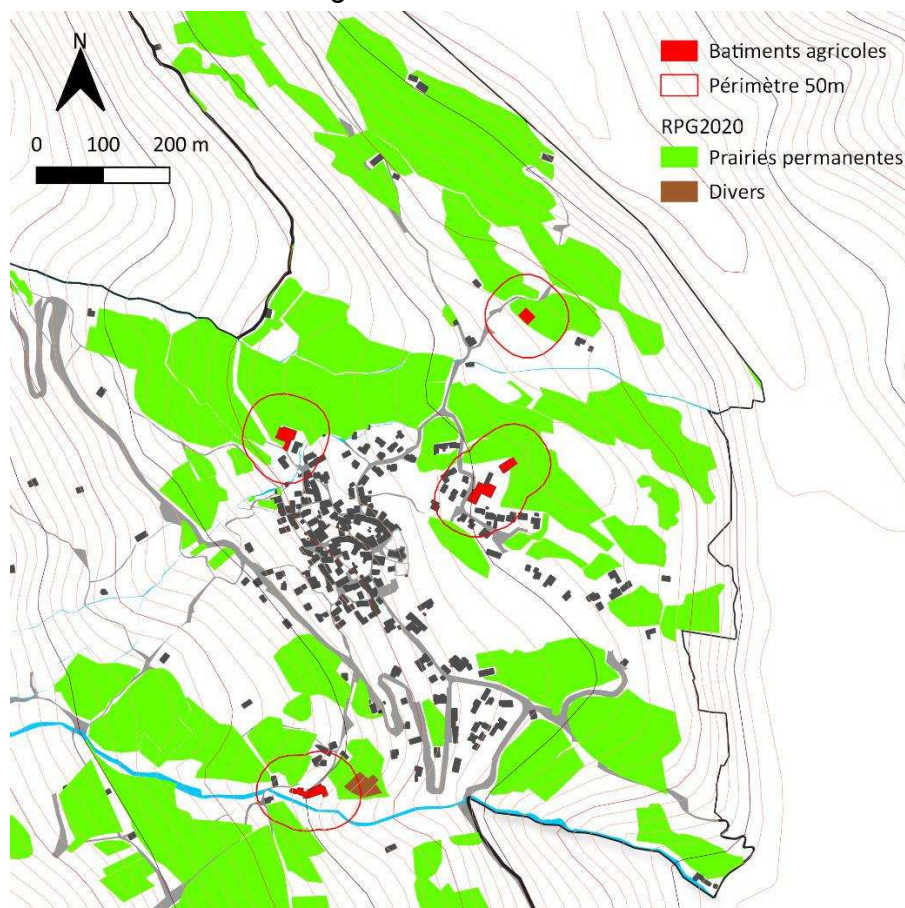 N
0 100 200 m
Batiments agricoles
Périmètre 50m
RPG2020
Prairies permanentes
Divers